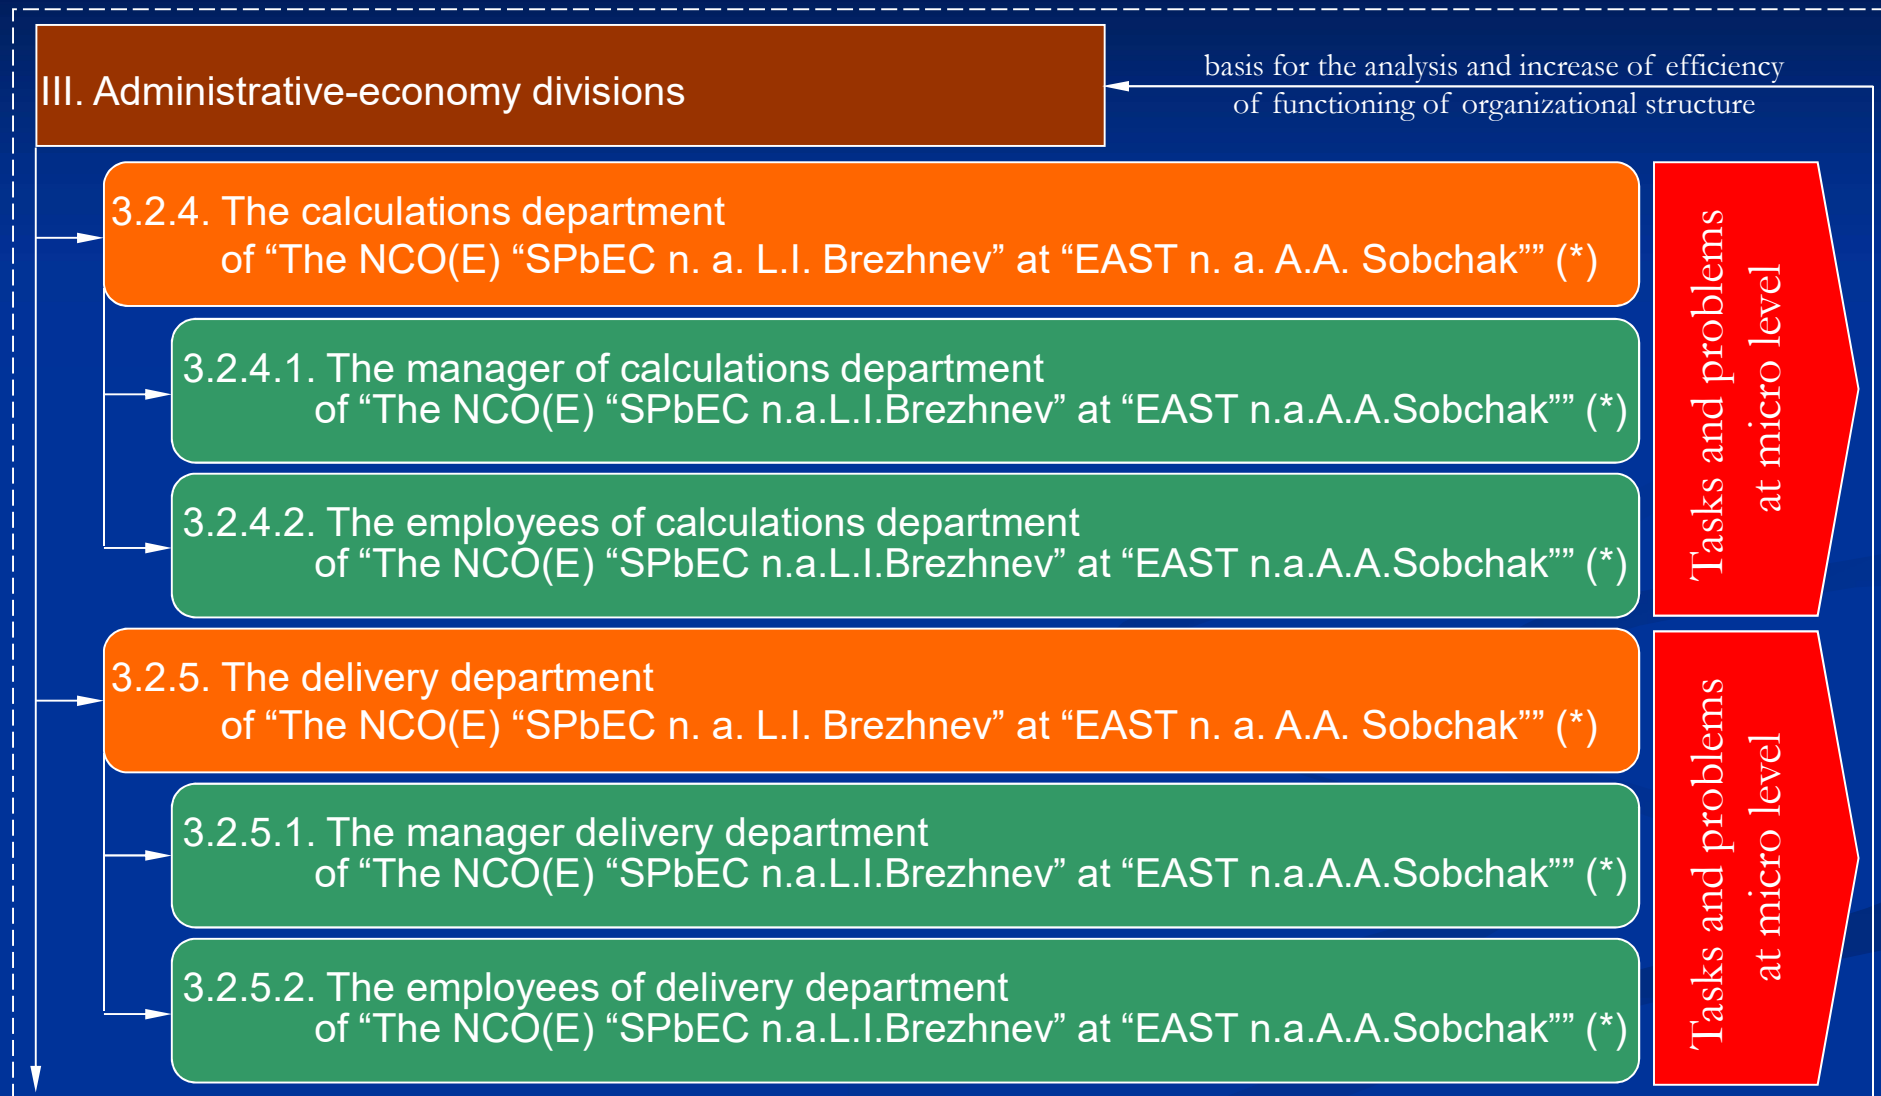 III. Administrative-economy divisions
basis for the analysis and increase of efficiency
of functioning of organizational structure
3.2.4. The calculations department
of “The NCO(E) “SPbEC n. a. L.I. Brezhnev” at “EAST n. a. A.A. Sobchak”” (*)
3.2.4.1. The manager of calculations department
of “The NCO(E) “SPbEC n.a.L.I.Brezhnev” at “EAST n.a.A.A.Sobchak”” (*)
3.2.4.2. The employees of calculations department
of “The NCO(E) “SPbEC n.a.L.I.Brezhnev” at “EAST n.a.A.A.Sobchak”” (*)
Tasks and problems
at micro level
3.2.5. The delivery department
of “The NCO(E) “SPbEC n. a. L.I. Brezhnev” at “EAST n. a. A.A. Sobchak”” (*)
3.2.5.1. The manager delivery department
of “The NCO(E) “SPbEC n.a.L.I.Brezhnev” at “EAST n.a.A.A.Sobchak”” (*)
3.2.5.2. The employees of delivery department
of “The NCO(E) “SPbEC n.a.L.I.Brezhnev” at “EAST n.a.A.A.Sobchak”” (*)
Tasks and problems
at micro level